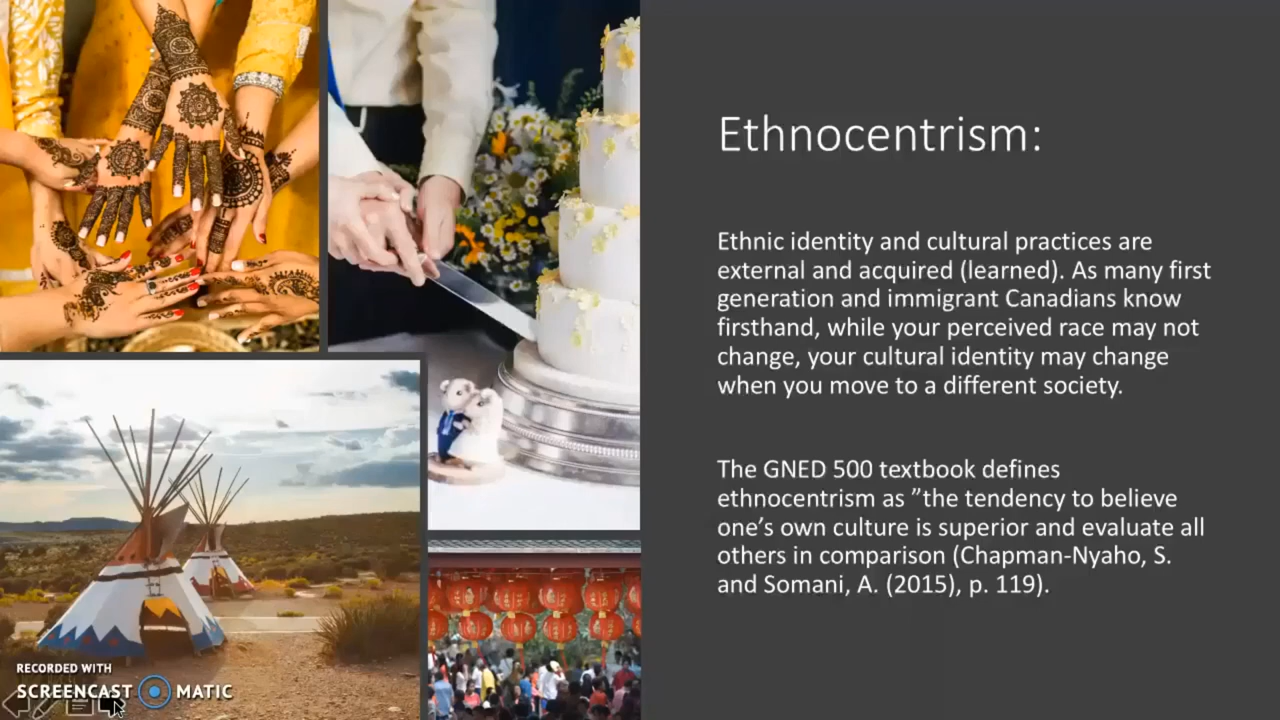 Ethnocentrism:
Ethnic identity and cultural practices are
external and acquired (learned). As many first
generation and immigrant Canadians know
firsthand, while your perceived race may not
change, your cultural identity may change
when you move to a different society.
The GNED 500 textbook defines
ethnocentrism as ”the tendency to believe
one’s own culture is superior and evaluate all
others in comparison (Chapman-Nyaho, S.
and Somani, A. (2015), p. 119).
RECORDED WITH
SCREENCAST MATIC